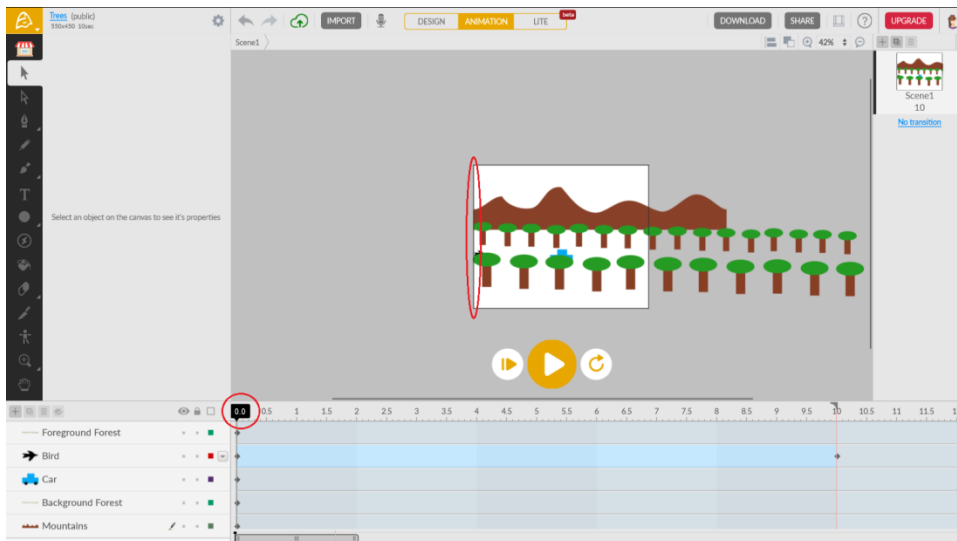 Trees (public)
550x450 10sec
IMPORT
DESIGN ANIMATION LITE beta
DOWNLOAD SHARE ? UPGRADE
Scene1
42%
T
Select an object on the canvas to see it's properties
Scene1
10
No transition
0.0 0.5 1 1.5 2 2.5 3 3.5 4 4.5 5 5.5 6 6.5 7 7.5 8 8.5 9 9.5 10 10.5 11 11.5
Foreground Forest
Bird
Car
Background Forest
Mountains